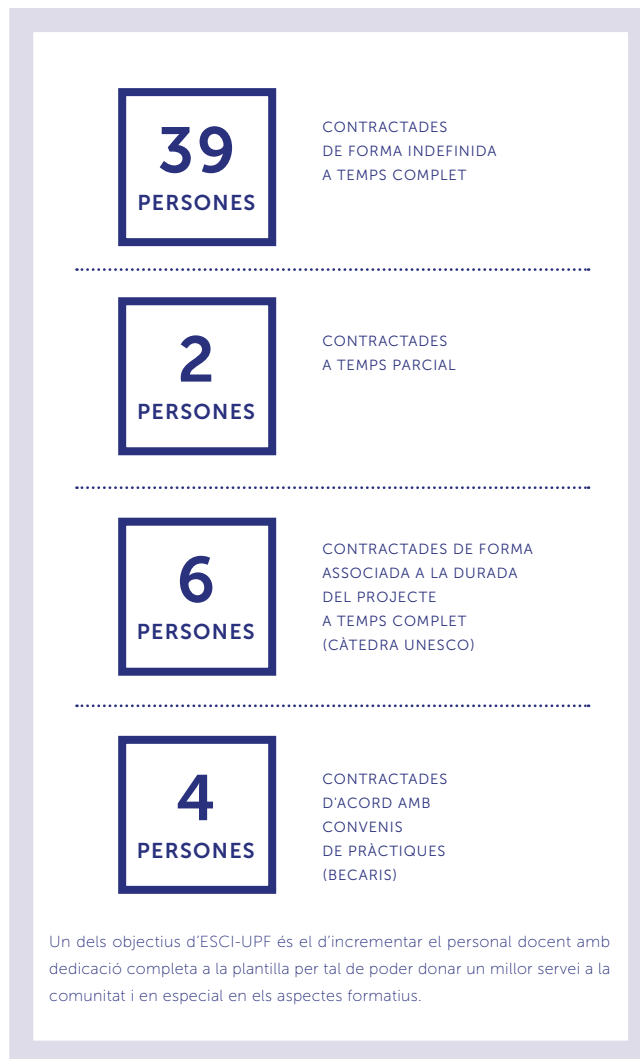 39
PERSONES
CONTRACTADES
DE FORMA INDEFINIDA
A TEMPS COMPLET
2
PERSONES
CONTRACTADES
A TEMPS PARCIAL
6
PERSONES
CONTRACTADES DE FORMA
ASSOCIADA A LA DURADA
DEL PROJECTE
A TEMPS COMPLET
(CÀTEDRA UNESCO)
4
PERSONES
CONTRACTADES
D'ACORD AMB
CONVENIS
DE PRÀCTIQUES
(BECARIS)
Un dels objectius d’ESCI-UPF és el d’incrementar el personal docent amb
dedicació completa a la plantilla per tal de poder donar un millor servei a la
comunitat i en especial en els aspectes formatius.